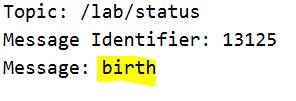 Topic: /lab/status
Message Identifier: 13125
Message: birth